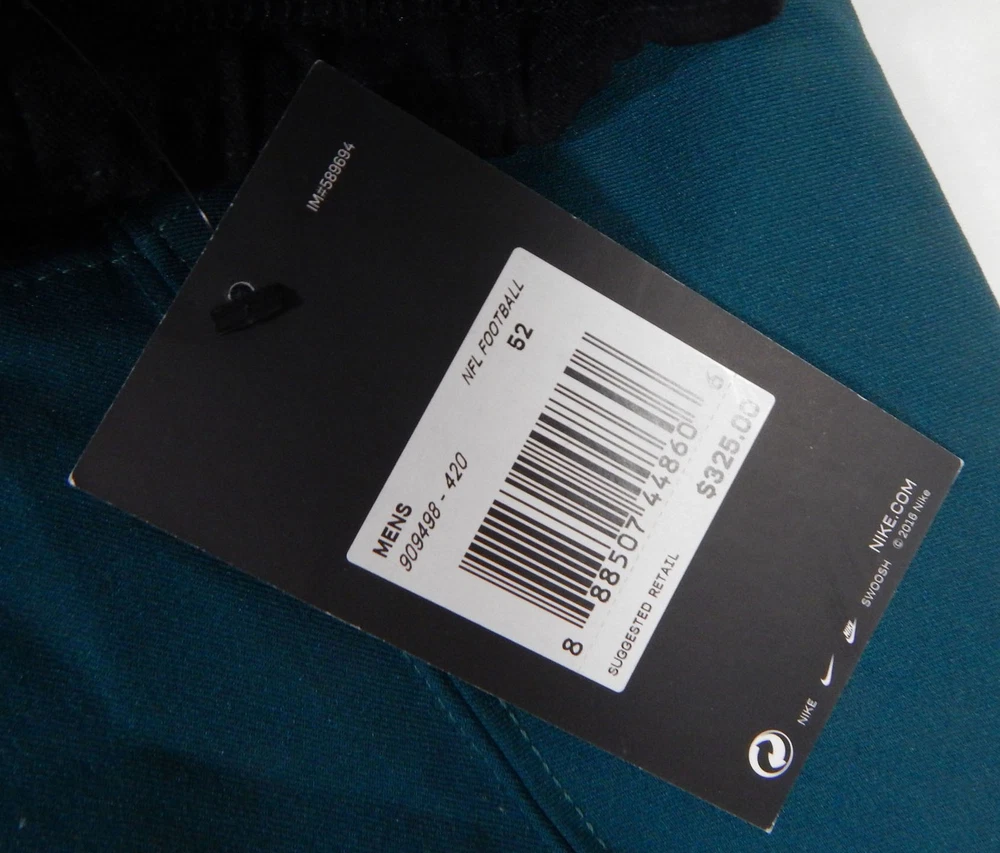 IM#589694
NFL FOOTBALL
52
MENS
909498 - 420
8 88507 44860 6
SUGGESTED RETAIL $325.00
NIKE.COM
NIKE SWOOSH © 2018 Nike